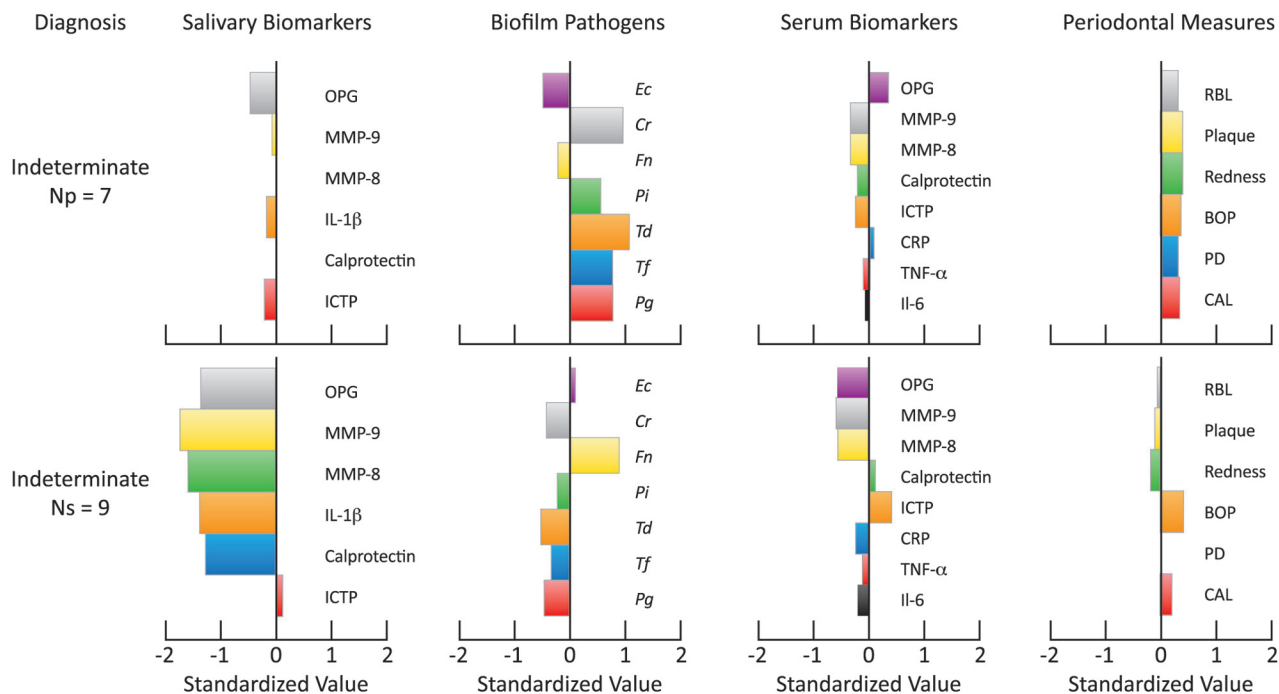 Diagnosis Salivary Biomarkers Biofilm Pathogens Serum Biomarkers Periodontal Measures
Indeterminate
Np = 7
OPG
MMP-9
MMP-8
IL-1β
Calprotectin
ICTP
Ec
Cr
Fn
Pi
Td
Tf
Pg
OPG
MMP-9
MMP-8
Calprotectin
ICTP
CRP
TNF-α
Il-6
RBL
Plaque
Redness
BOP
PD
CAL
Indeterminate
Ns = 9
OPG
MMP-9
MMP-8
IL-1β
Calprotectin
ICTP
Ec
Cr
Fn
Pi
Td
Tf
Pg
OPG
MMP-9
MMP-8
Calprotectin
ICTP
CRP
TNF-α
Il-6
RBL
Plaque
Redness
BOP
PD
CAL
-2 -1 0 1 2 -2 -1 0 1 2 -2 -1 0 1 2 -2 -1 0 1 2
Standardized Value Standardized Value Standardized Value Standardized Value